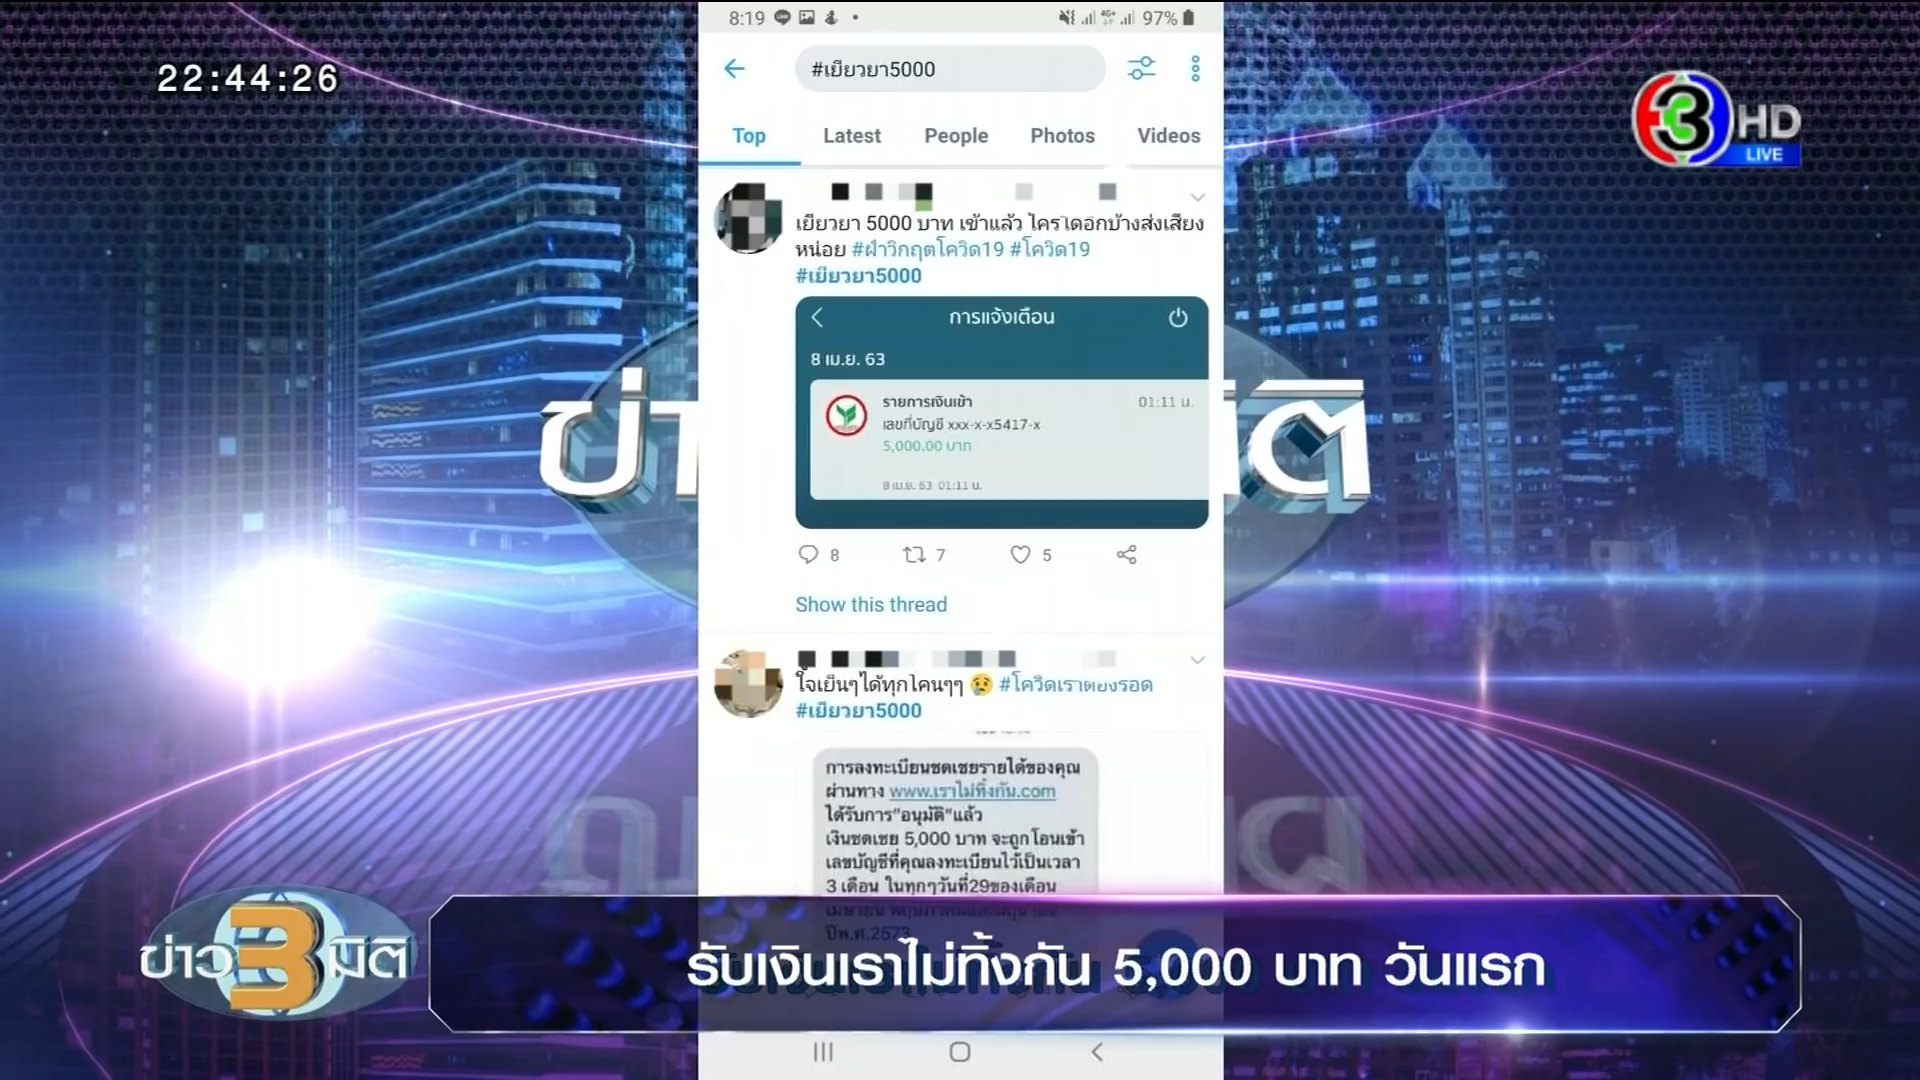 8:19
97%
22:44:26
3 HD
LIVE
#เยียวยา5000
Top Latest People Photos Videos
เยียวยา 5000 บาท เข้าแล้ว ใครได้อีกบ้างส่งเสียง
หน่อย #ฝ่าวิกฤตโควิด19 #โควิด19
#เยียวยา5000
การแจ้งเตือน
8 เม.ย. 63
รายการเงินเข้า 01:11 น.
เลขที่บัญชี xxx-x-x5417-x
5,000.00 บาท
8 เม.ย. 63 01:11 น.
8 7 5
Show this thread
ใจเย็นๆได้ทุกไคนๆๆ 😢 #โควิดเราต้องรอด
#เยียวยา5000
การลงทะเบียนชดเชยรายได้ของคุณ
ผ่านทาง www.เราไม่ทิ้งกัน.com
ได้รับการ"อนุมัติ"แล้ว
เงินชดเชย 5,000 บาท จะถูกโอนเข้า
เลขบัญชีที่คุณลงทะเบียนไว้เป็นเวลา
3 เดือน ในทุกๆวันที่29ของเดือน
ปีพ.ศ.2573
ข่าว 3 มิติ
รับเงินเราไม่ทิ้งกัน 5,000 บาท วันแรก